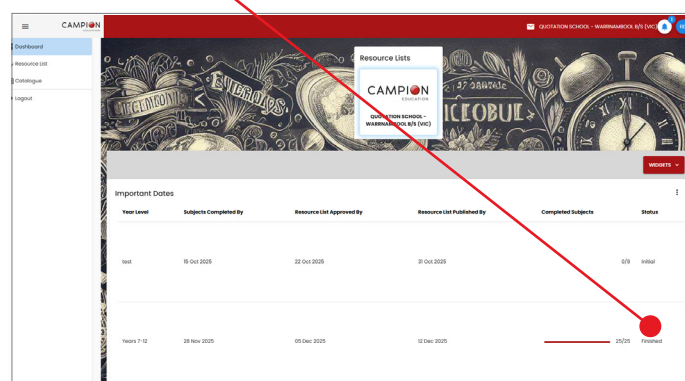 CAMPION
EDUCATION
QUOTATION SCHOOL - WARRNAMBOOL B/S (VIC)
Dashboard
Resource List
Catalogue
Logout
Resource Lists
CAMPION
EDUCATION
QUOTATION SCHOOL -
WARRNAMBOOL B/S (VIC)
WIDGETS
Important Dates
Year Level Subjects Completed By Resource List Approved By Resource List Published By Completed Subjects Status
test 15 Oct 2025 22 Oct 2025 31 Oct 2025 0/9 Initial
Years 7-12 28 Nov 2025 05 Dec 2025 12 Dec 2025 25/25 Finished